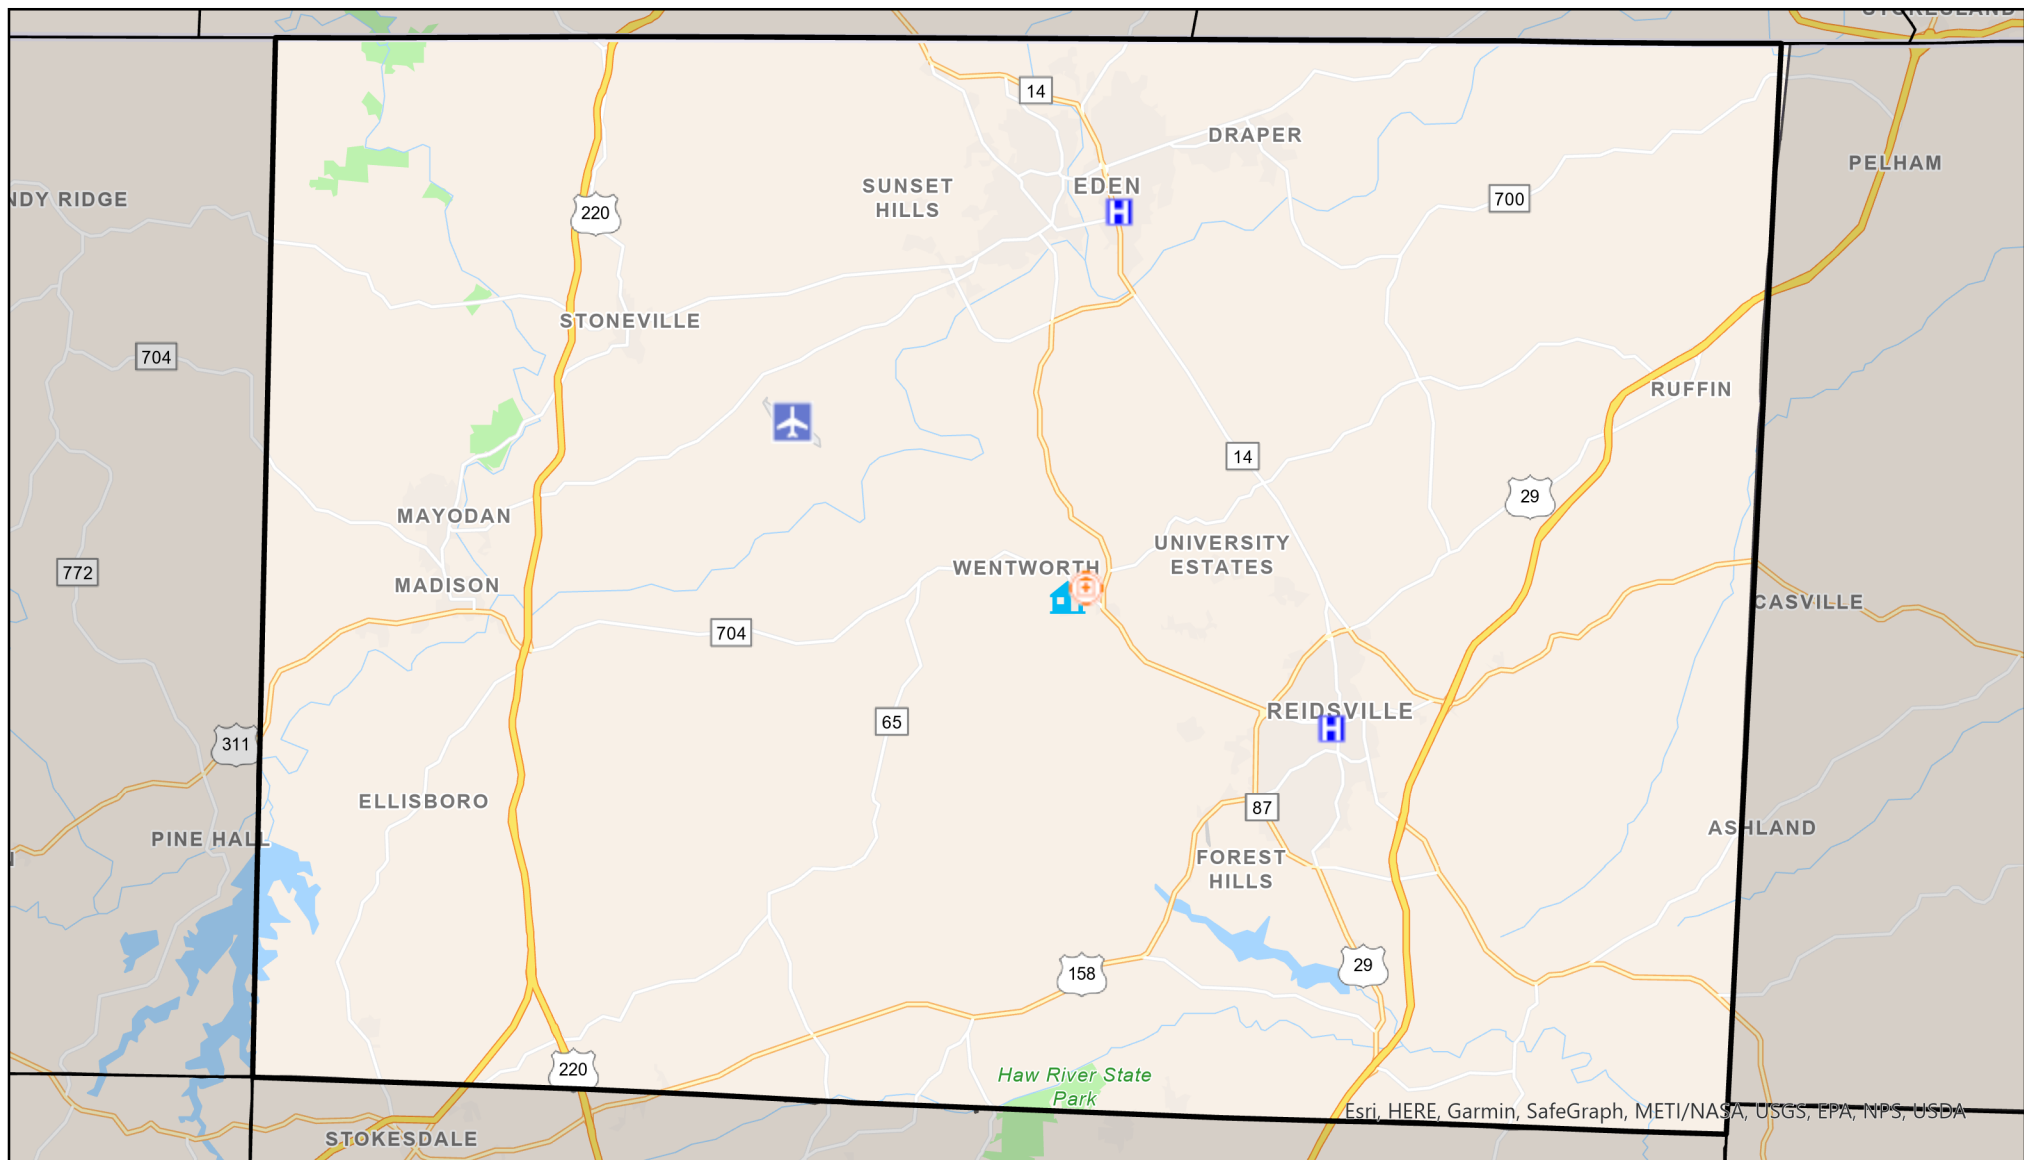 14
DRAPER
PELHAM
SUNSET
HILLS
EDEN
NDY RIDGE
700
220
STONEVILLE
704
RUFFIN
14
29
MAYODAN
UNIVERSITY
ESTATES
WENTWORTH
772
MADISON
CASVILLE
704
REIDSVILLE
65
311
ELLISBORO
87
PINE HALL
ASHLAND
FOREST
HILLS
29
158
220
Haw River State
Park
Esri, HERE, Garmin, SafeGraph, METI/NASA, USGS, EPA, NPS, USDA
STOKESDALE